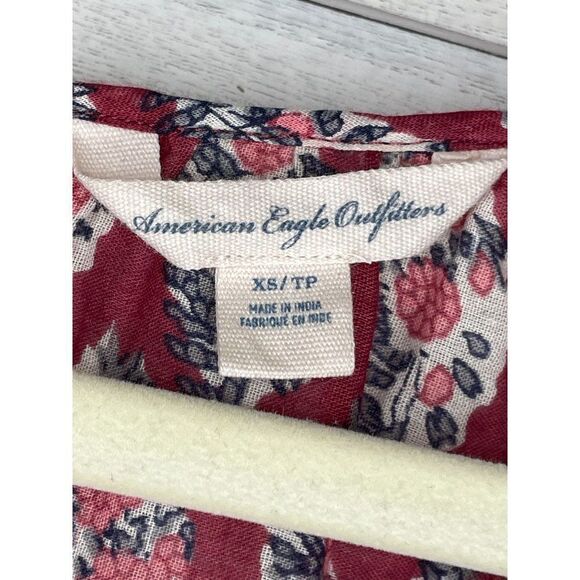 American Eagle Outfitters
XS/TP
MADE IN INDIA
FABRIQUÉ EN INDE